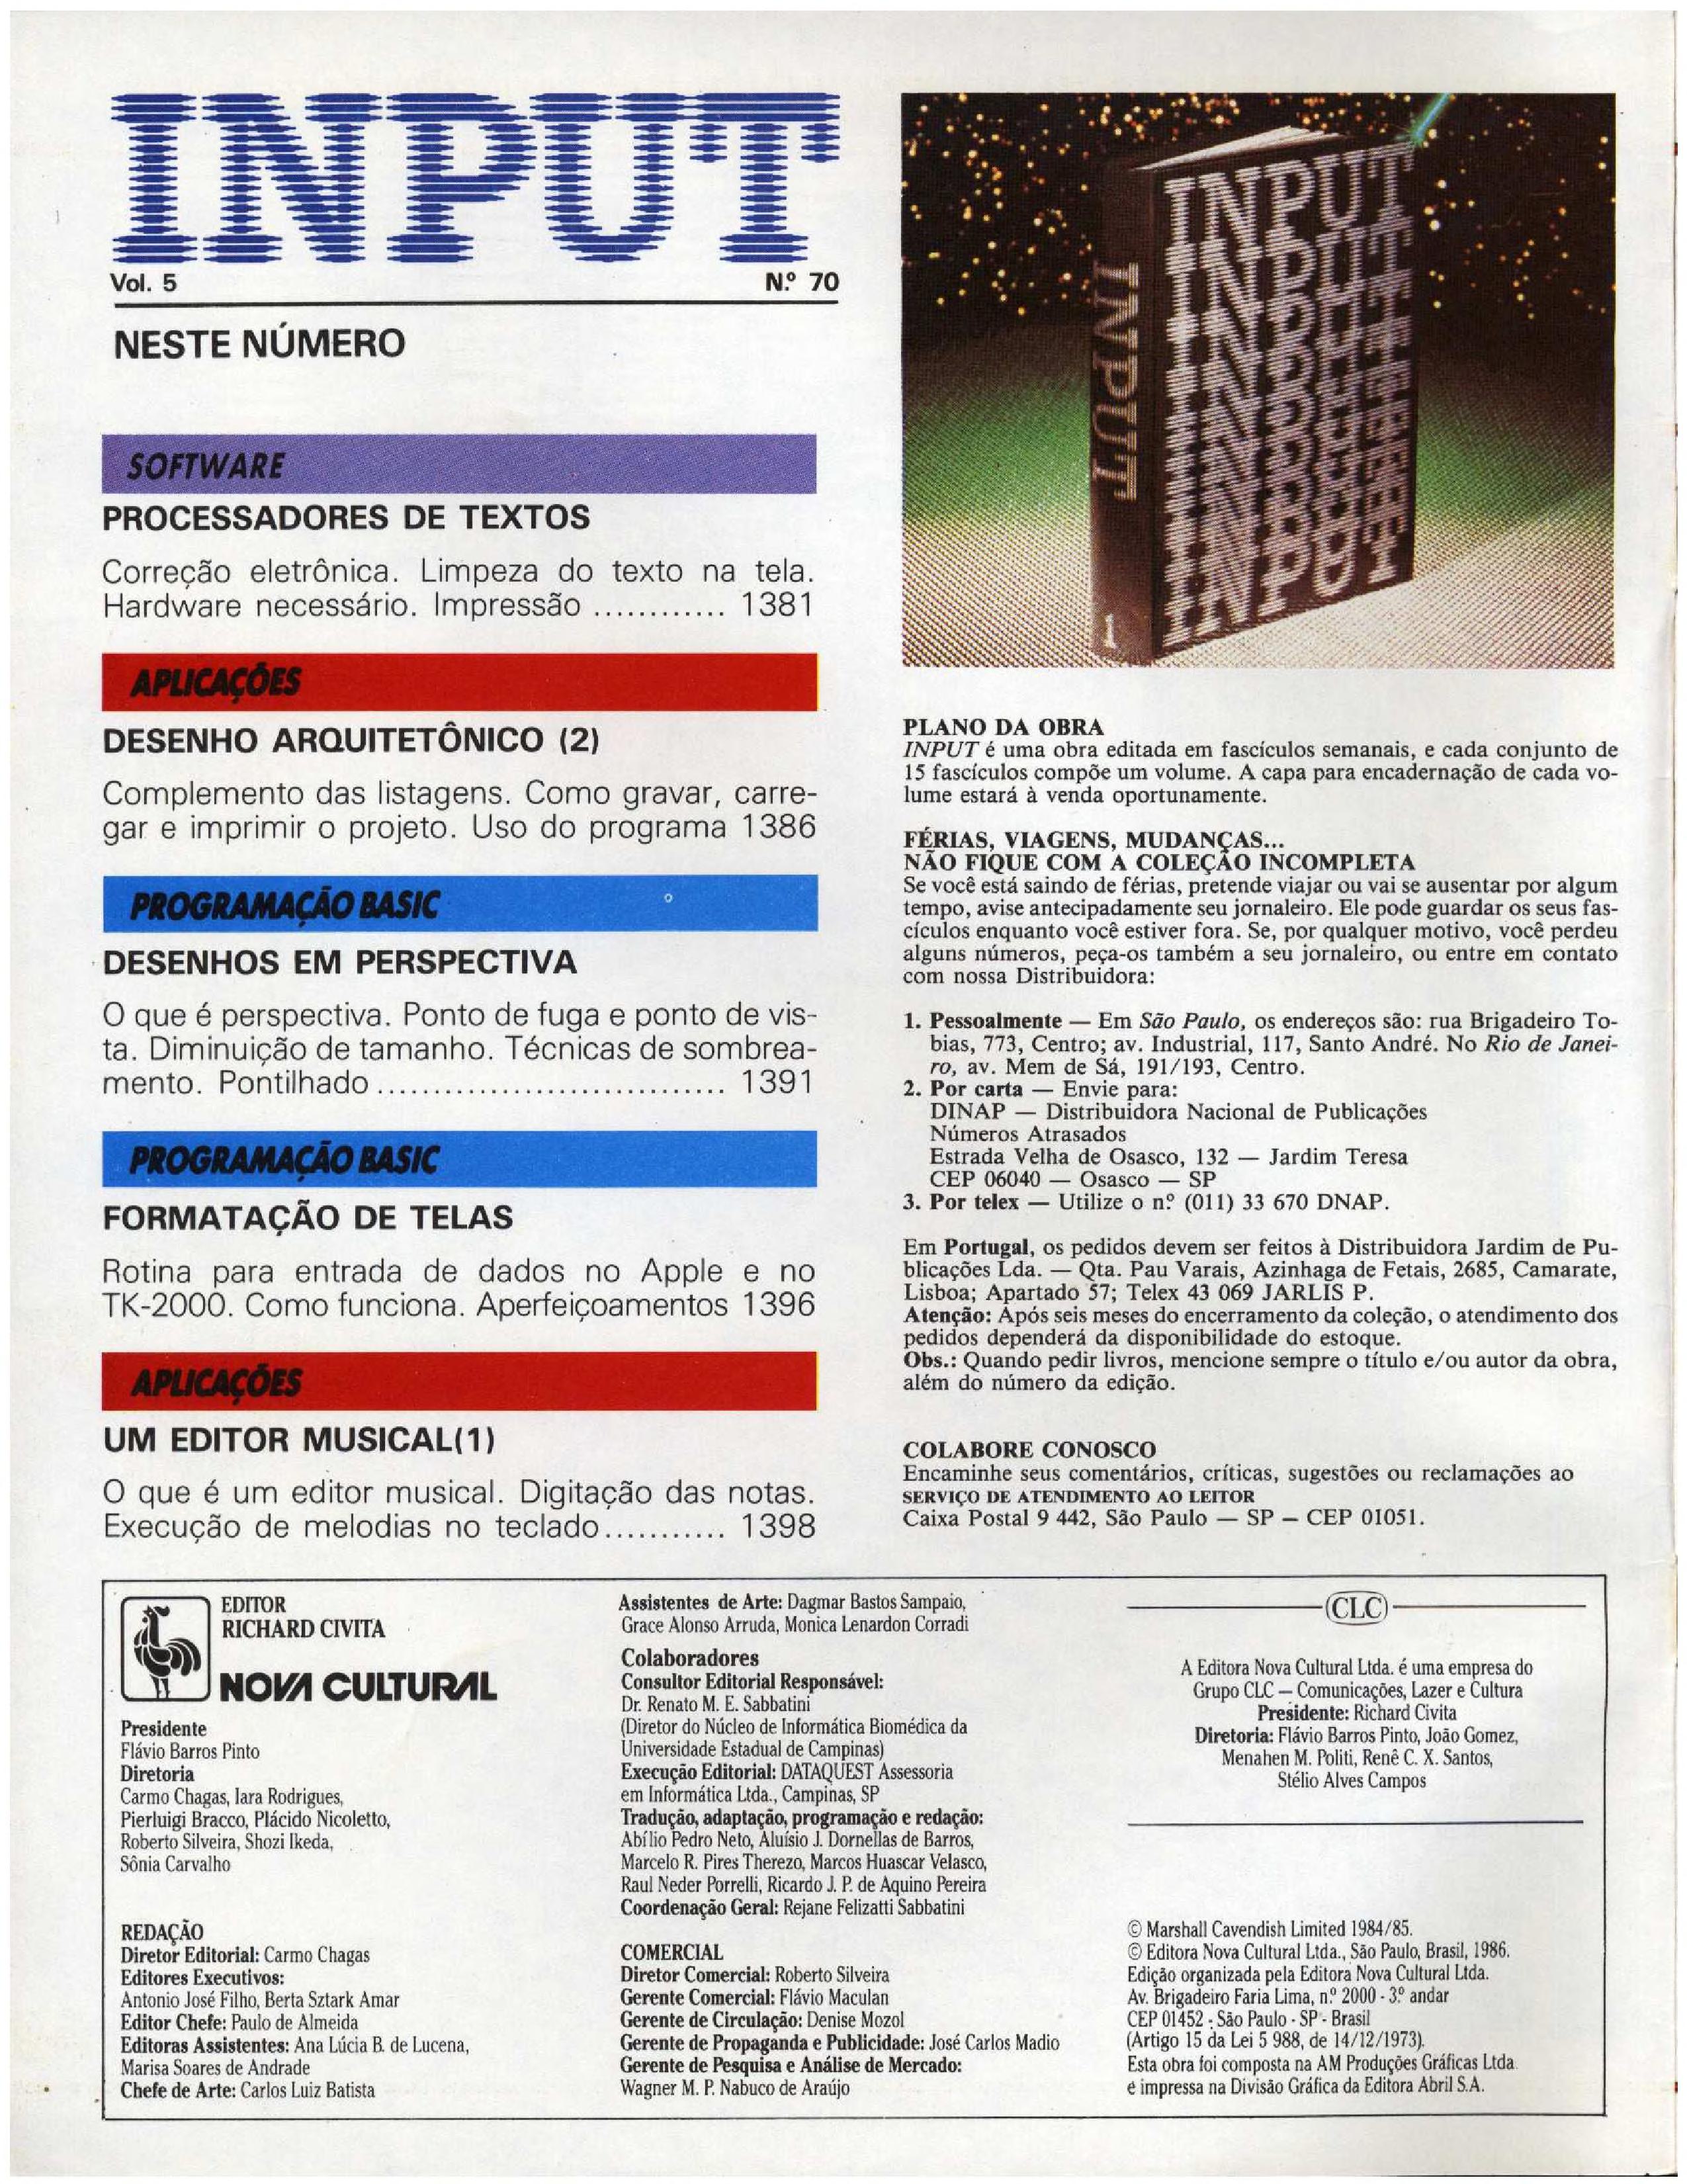 INPUT
Vol. 5 N.º 70
NESTE NÚMERO
SOFTWARE
PROCESSADORES DE TEXTOS
Correção eletrônica. Limpeza do texto na tela.
Hardware necessário. Impressão ............ 1381
APLICAÇÕES
DESENHO ARQUITETÔNICO (2)
Complemento das listagens. Como gravar, carre-
gar e imprimir o projeto. Uso do programa 1386
PROGRAMAÇÃO BASIC
DESENHOS EM PERSPECTIVA
O que é perspectiva. Ponto de fuga e ponto de vis-
ta. Diminuição de tamanho. Técnicas de sombrea-
mento. Pontilhado ............................... 1391
PROGRAMAÇÃO BASIC
FORMATAÇÃO DE TELAS
Rotina para entrada de dados no Apple e no
TK-2000. Como funciona. Aperfeiçoamentos 1396
APLICAÇÕES
UM EDITOR MUSICAL(1)
O que é um editor musical. Digitação das notas.
Execução de melodias no teclado........... 1398
INPUT
1
INPUT
INPUT
INPUT
INPUT
INPUT
INPUT
INPUT
INPUT
PLANO DA OBRA
INPUT é uma obra editada em fascículos semanais, e cada conjunto de
15 fascículos compõe um volume. A capa para encadernação de cada vo-
lume estará à venda oportunamente.
FÉRIAS, VIAGENS, MUDANÇAS...
NÃO FIQUE COM A COLEÇÃO INCOMPLETA
Se você está saindo de férias, pretende viajar ou vai se ausentar por algum
tempo, avise antecipadamente seu jornaleiro. Ele pode guardar os seus fas-
cículos enquanto você estiver fora. Se, por qualquer motivo, você perdeu
alguns números, peça-os também a seu jornaleiro, ou entre em contato
com nossa Distribuidora:
1. Pessoalmente — Em São Paulo, os endereços são: rua Brigadeiro To-
bias, 773, Centro; av. Industrial, 117, Santo André. No Rio de Janei-
ro, av. Mem de Sá, 191/193, Centro.
2. Por carta — Envie para:
DINAP — Distribuidora Nacional de Publicações
Números Atrasados
Estrada Velha de Osasco, 132 — Jardim Teresa
CEP 06040 — Osasco — SP
3. Por telex — Utilize o n.º (011) 33 670 DNAP.
Em Portugal, os pedidos devem ser feitos à Distribuidora Jardim de Pu-
blicações Lda. — Qta. Pau Varais, Azinhaga de Fetais, 2685, Camarate,
Lisboa; Apartado 57; Telex 43 069 JARLIS P.
Atenção: Após seis meses do encerramento da coleção, o atendimento dos
pedidos dependerá da disponibilidade do estoque.
Obs.: Quando pedir livros, mencione sempre o título e/ou autor da obra,
além do número da edição.
COLABORE CONOSCO
Encaminhe seus comentários, críticas, sugestões ou reclamações ao
SERVIÇO DE ATENDIMENTO AO LEITOR
Caixa Postal 9 442, São Paulo — SP — CEP 01051.
EDITOR
RICHARD CIVITA
NOVA CULTURAL
Presidente
Flávio Barros Pinto
Diretoria
Carmo Chagas, Iara Rodrigues,
Pierluigi Bracco, Plácido Nicoletto,
Roberto Silveira, Shozi Ikeda,
Sônia Carvalho
REDAÇÃO
Diretor Editorial: Carmo Chagas
Editores Executivos:
Antonio José Filho, Berta Sztark Amar
Editor Chefe: Paulo de Almeida
Editoras Assistentes: Ana Lúcia B. de Lucena,
Marisa Soares de Andrade
Chefe de Arte: Carlos Luiz Batista
Assistentes de Arte: Dagmar Bastos Sampaio,
Grace Alonso Arruda, Monica Lenardon Corradi
Colaboradores
Consultor Editorial Responsável:
Dr. Renato M. E. Sabbatini
(Diretor do Núcleo de Informática Biomédica da
Universidade Estadual de Campinas)
Execução Editorial: DATAQUEST Assessoria
em Informática Ltda., Campinas, SP
Tradução, adaptação, programação e redação:
Abílio Pedro Neto, Aluísio J. Dornellas de Barros,
Marcelo R. Pires Therezo, Marcos Huascar Velasco,
Raul Neder Porrelli, Ricardo J. P. de Aquino Pereira
Coordenação Geral: Rejane Felizatti Sabbatini
COMERCIAL
Diretor Comercial: Roberto Silveira
Gerente Comercial: Flávio Maculan
Gerente de Circulação: Denise Mozol
Gerente de Propaganda e Publicidade: José Carlos Madio
Gerente de Pesquisa e Análise de Mercado:
Wagner M. P. Nabuco de Araújo
CLC
A Editora Nova Cultural Ltda. é uma empresa do
Grupo CLC — Comunicações, Lazer e Cultura
Presidente: Richard Civita
Diretoria: Flávio Barros Pinto, João Gomez,
Menahen M. Politi, Renê C. X. Santos,
Stélio Alves Campos
© Marshall Cavendish Limited 1984/85.
© Editora Nova Cultural Ltda., São Paulo, Brasil, 1986.
Edição organizada pela Editora Nova Cultural Ltda.
Av. Brigadeiro Faria Lima, n.º 2000 - 3.º andar
CEP 01452 - São Paulo - SP - Brasil
(Artigo 15 da Lei 5 988, de 14/12/1973).
Esta obra foi composta na AM Produções Gráficas Ltda.
e impressa na Divisão Gráfica da Editora Abril S.A.